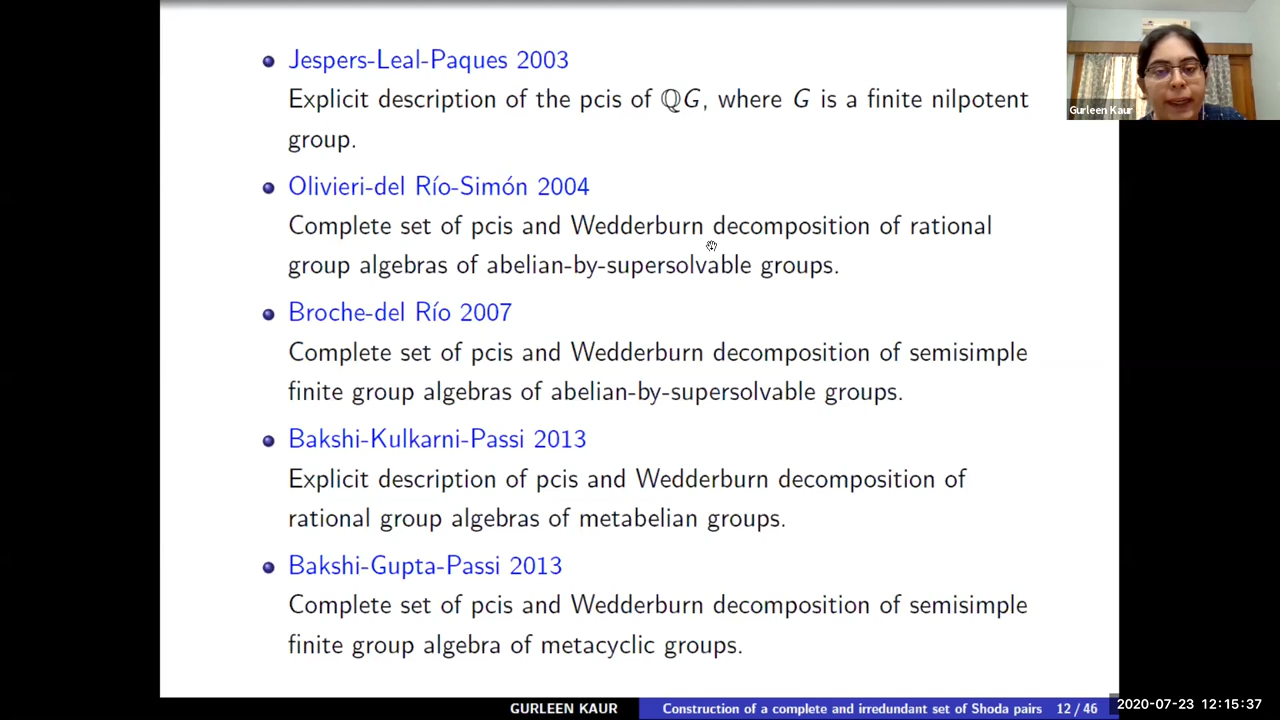 Jespers-Leal-Paques 2003
Explicit description of the pcis of ℚG, where G is a finite nilpotent
group.
Olivieri-del Río-Simón 2004
Complete set of pcis and Wedderburn decomposition of rational
group algebras of abelian-by-supersolvable groups.
Broche-del Río 2007
Complete set of pcis and Wedderburn decomposition of semisimple
finite group algebras of abelian-by-supersolvable groups.
Bakshi-Kulkarni-Passi 2013
Explicit description of pcis and Wedderburn decomposition of
rational group algebras of metabelian groups.
Bakshi-Gupta-Passi 2013
Complete set of pcis and Wedderburn decomposition of semisimple
finite group algebra of metacyclic groups.
Gurleen Kaur
GURLEEN KAUR
Construction of a complete and irredundant set of Shoda pairs
12 / 46
2020-07-23 12:15:37